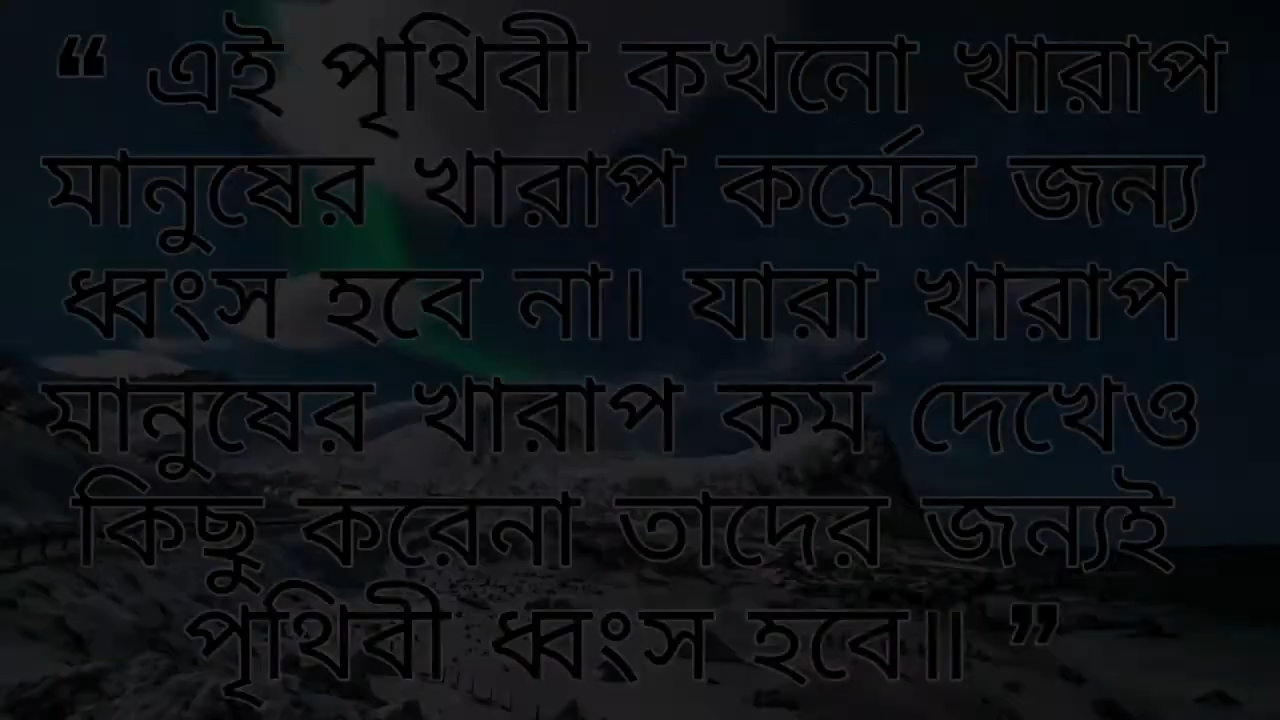 “ এই পৃথিবী কখনো খারাপ
মানুষের খারাপ কর্মের জন্য
ধ্বংস হবে না। যারা খারাপ
মানুষের খারাপ কর্ম দেখেও
কিছু করেনা তাদের জন্যই
পৃথিবী ধ্বংস হবে॥ ”